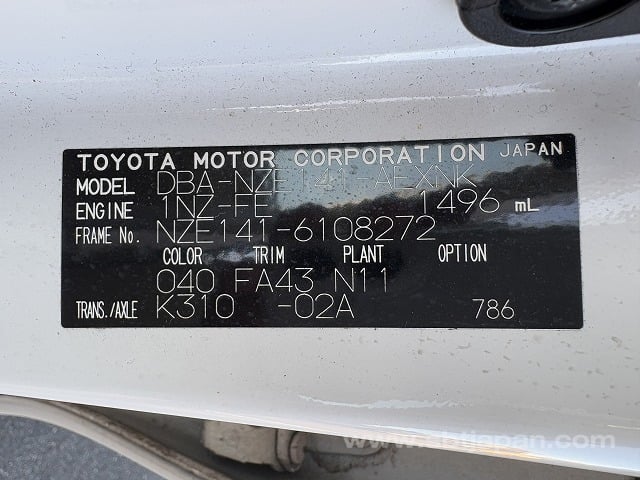 TOYOTA MOTOR CORPORATION JAPAN
MODEL DBA-NZE141-AEXNK
ENGINE 1NZ-FE 1496 mL
FRAME No. NZE141-6108272
COLOR TRIM PLANT OPTION
040 FA43 N11
TRANS./AXLE K310 -02A 786
www.sbtjapan.com